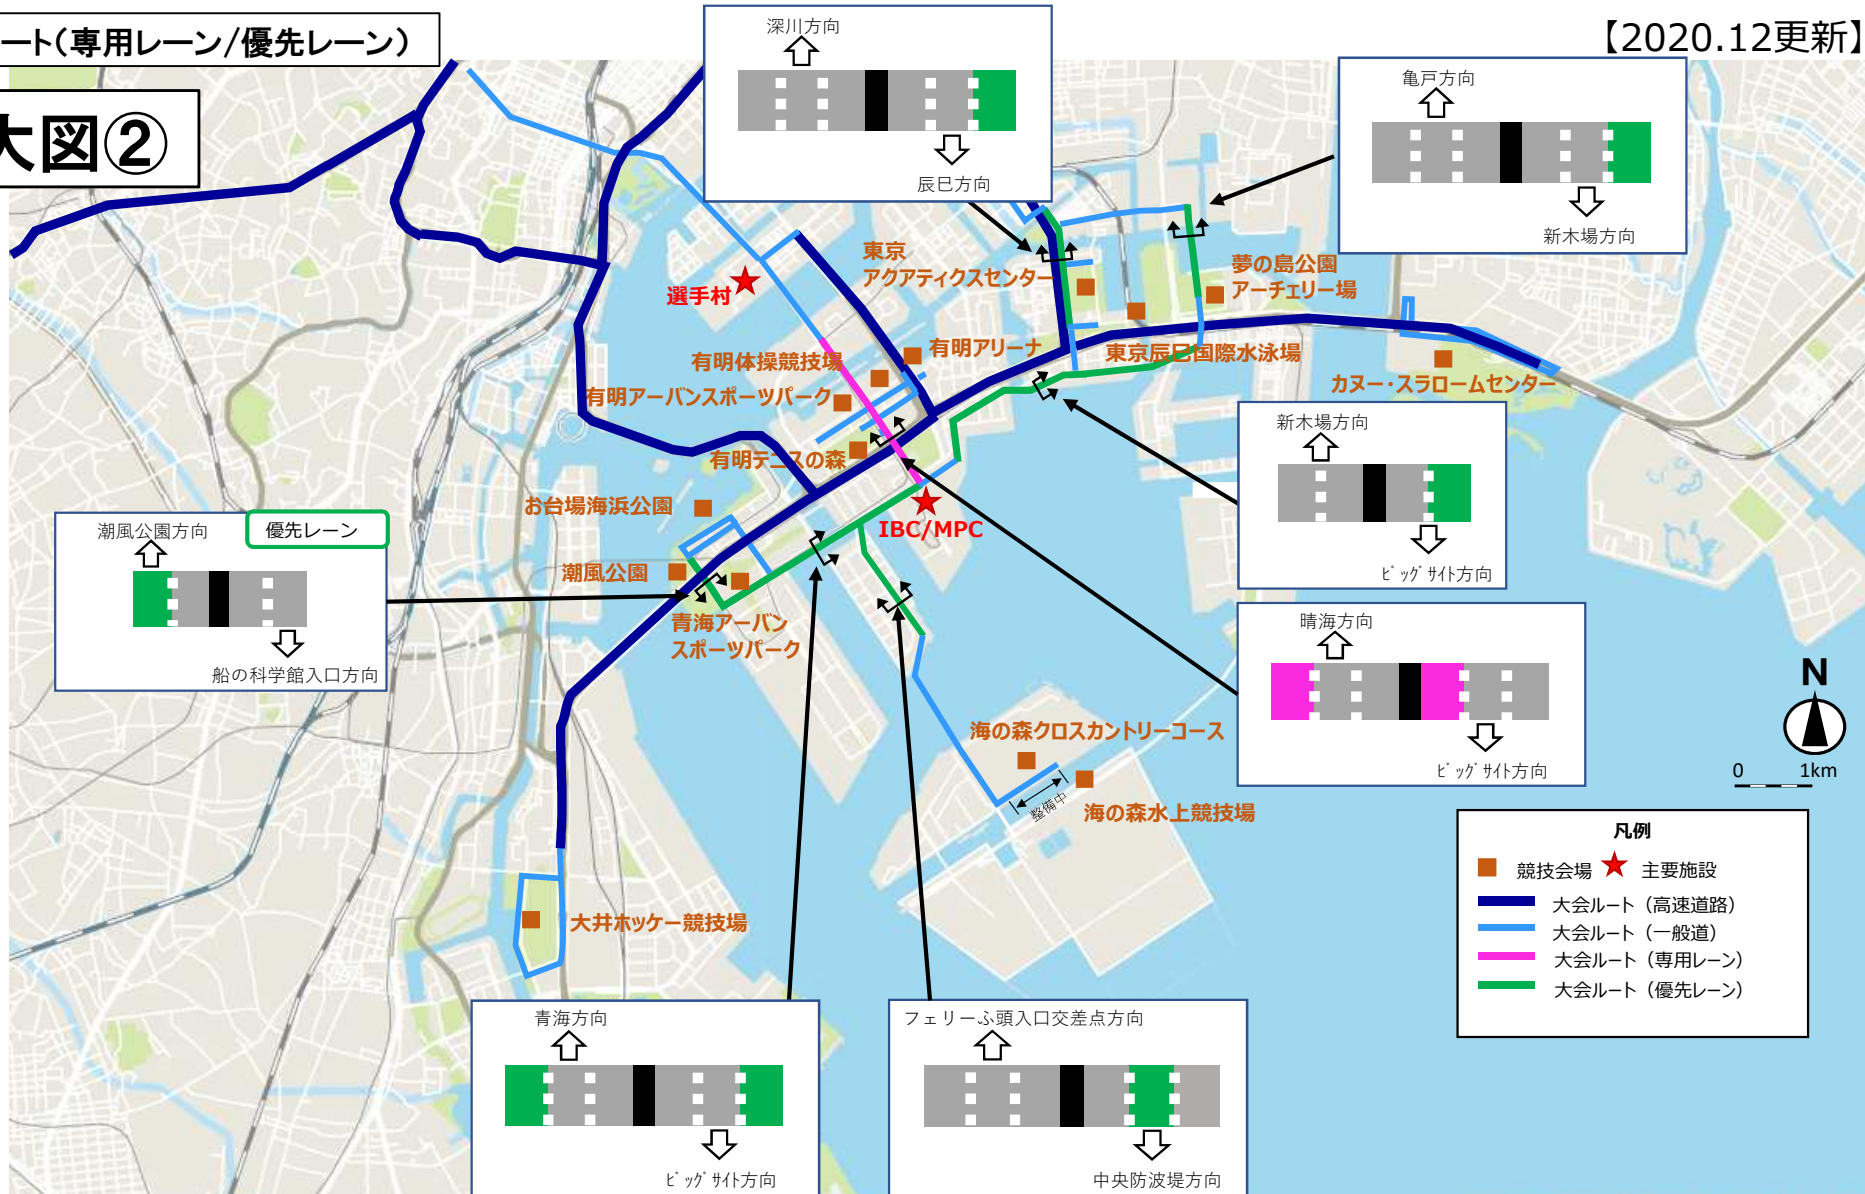 ート(専用レーン/優先レーン)
【2020.12更新】
大図②
深川方向
辰巳方向
亀戸方向
新木場方向
東京
アクアティクスセンター
夢の島公園
アーチェリー場
選手村
有明アリーナ
有明体操競技場
東京辰巳国際水泳場
カヌー・スラロームセンター
有明アーバンスポーツパーク
新木場方向
ビッグサイト方向
有明テニスの森
お台場海浜公園
IBC/MPC
潮風公園方向
優先レーン
船の科学館入口方向
潮風公園
青海アーバン
スポーツパーク
晴海方向
ビッグサイト方向
N
0 1km
海の森クロスカントリーコース
整備中
海の森水上競技場
凡例
競技会場
主要施設
大会ルート（高速道路）
大会ルート（一般道）
大会ルート（専用レーン）
大会ルート（優先レーン）
大井ホッケー競技場
青海方向
ビッグサイト方向
フェリーふ頭入口交差点方向
中央防波堤方向